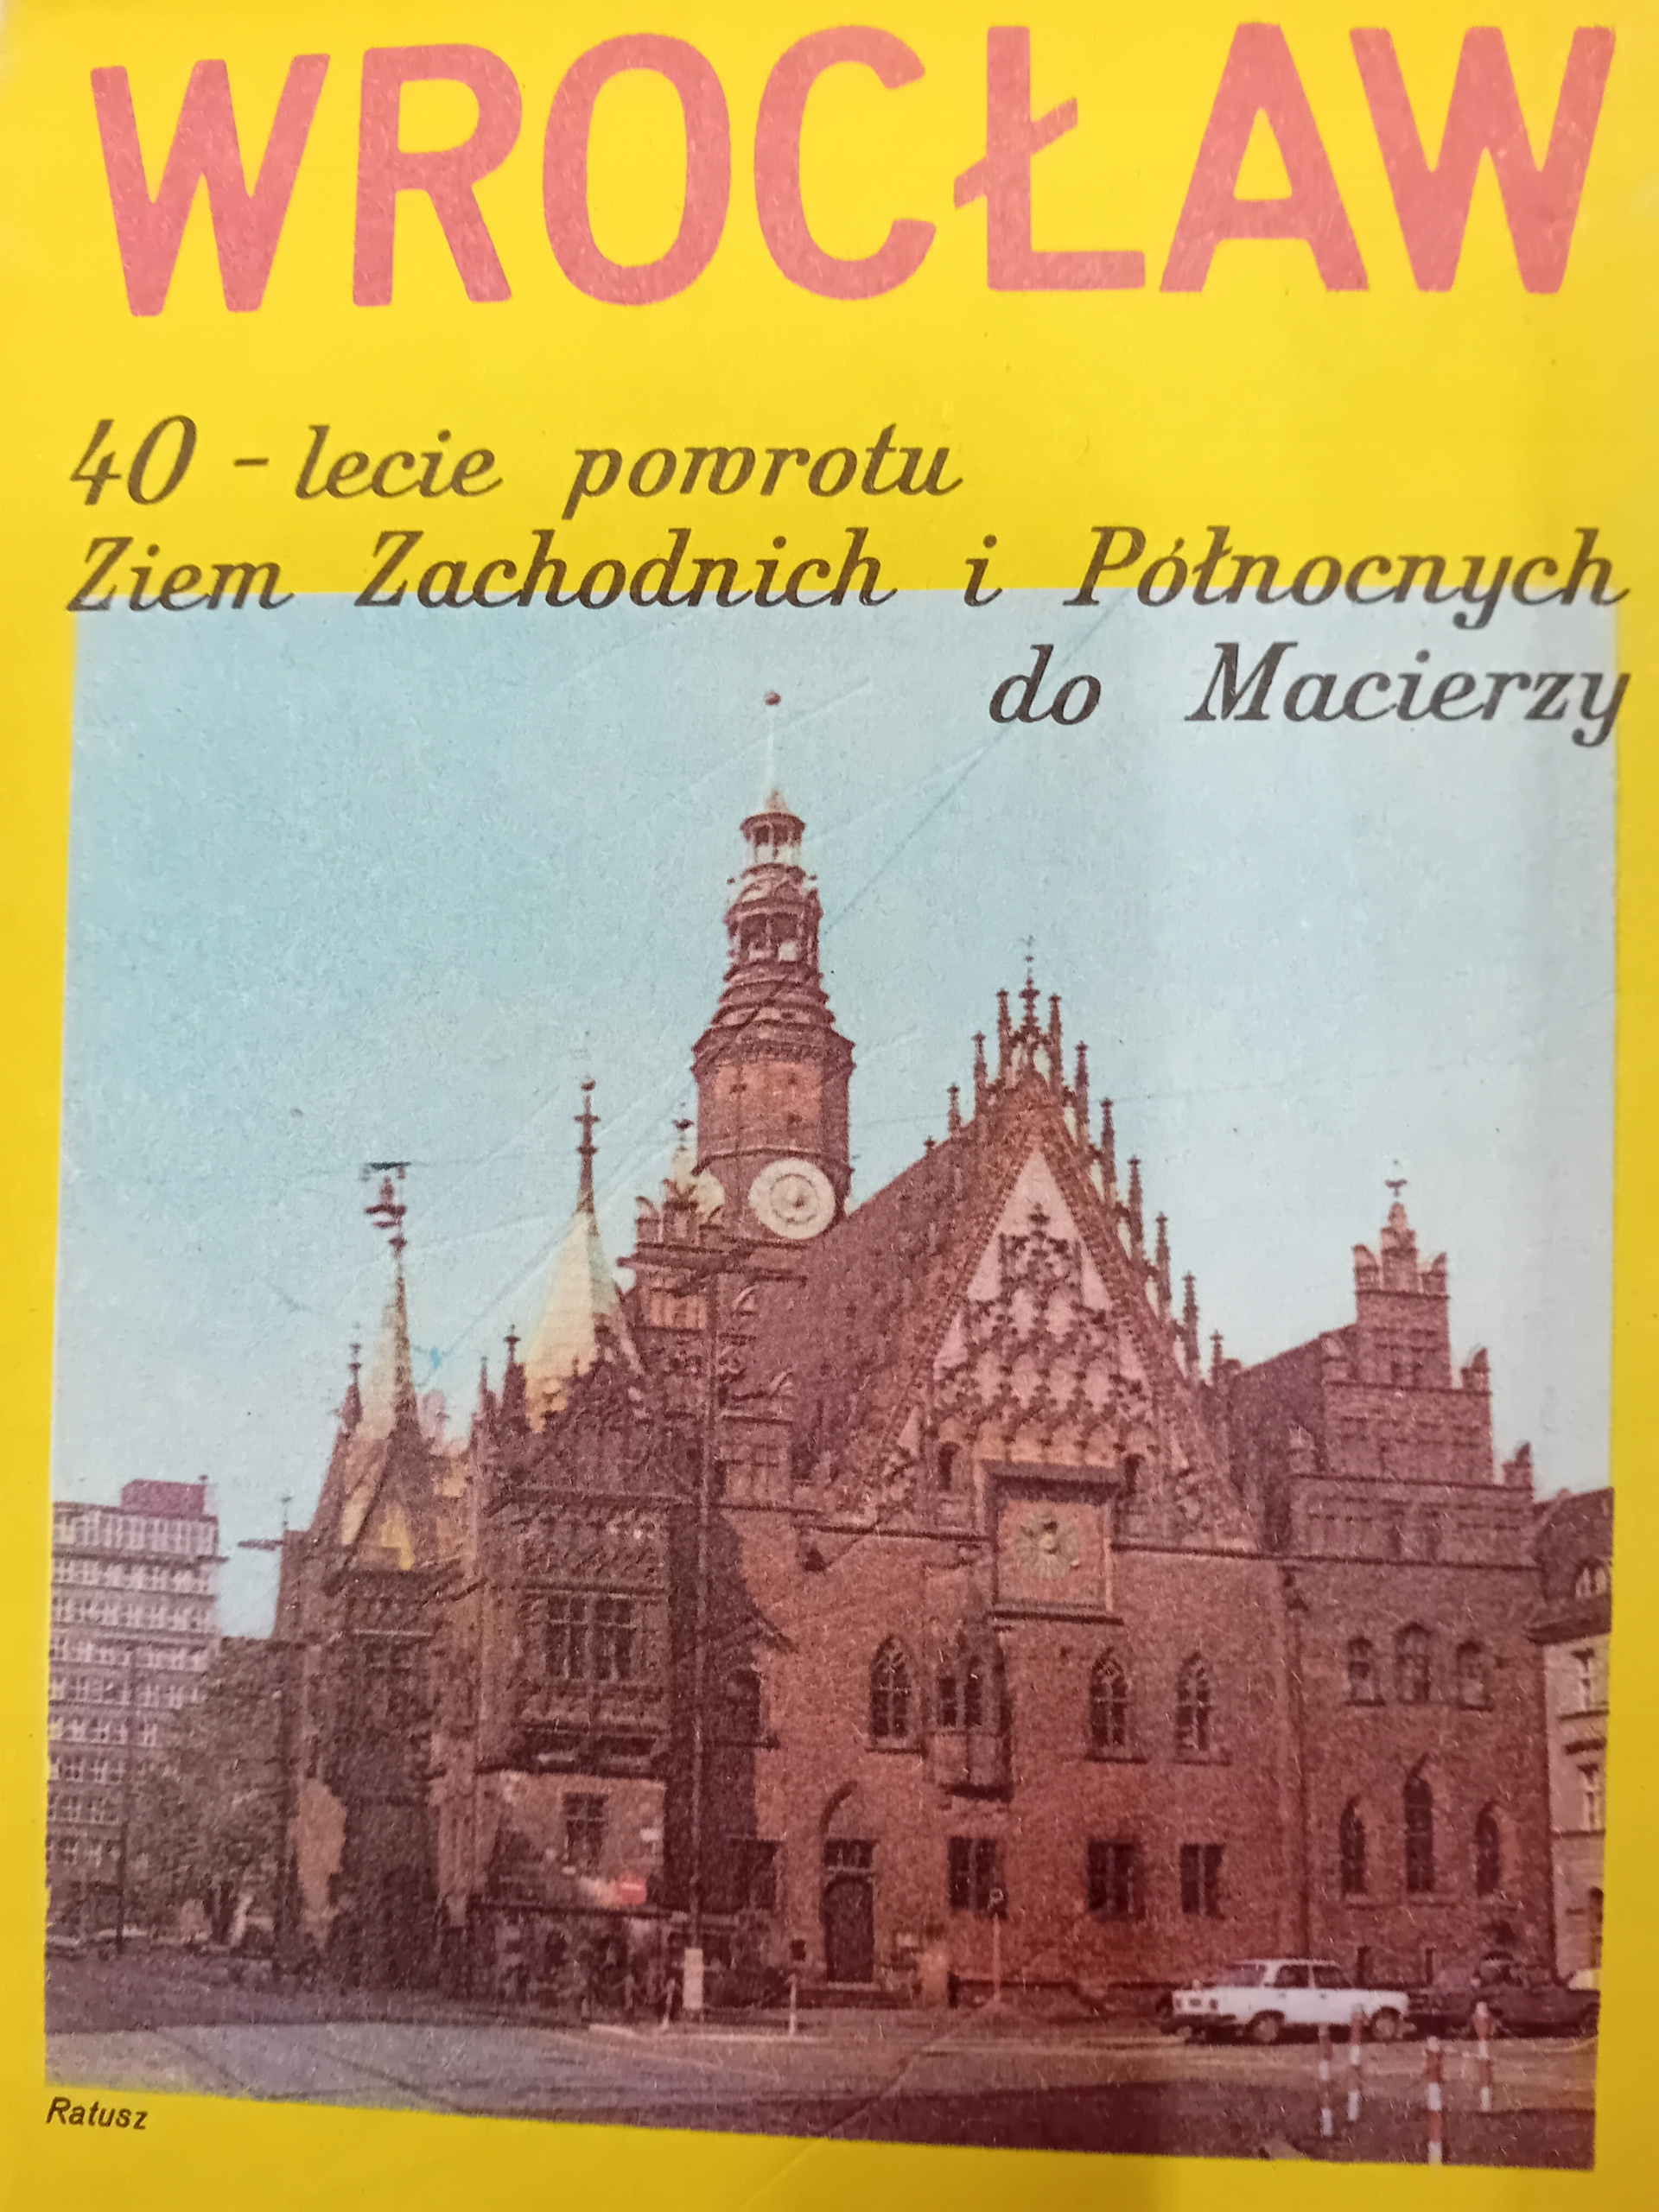 WROCŁAW
40 - lecie powrotu
Ziem Zachodnich i Północnych
do Macierzy
Ratusz